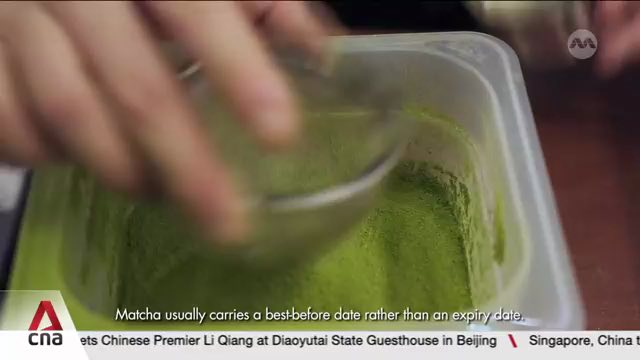 Matcha usually carries a best-before date rather than an expiry date.
cna
ets Chinese Premier Li Qiang at Diaoyutai State Guesthouse in Beijing \ Singapore, China u